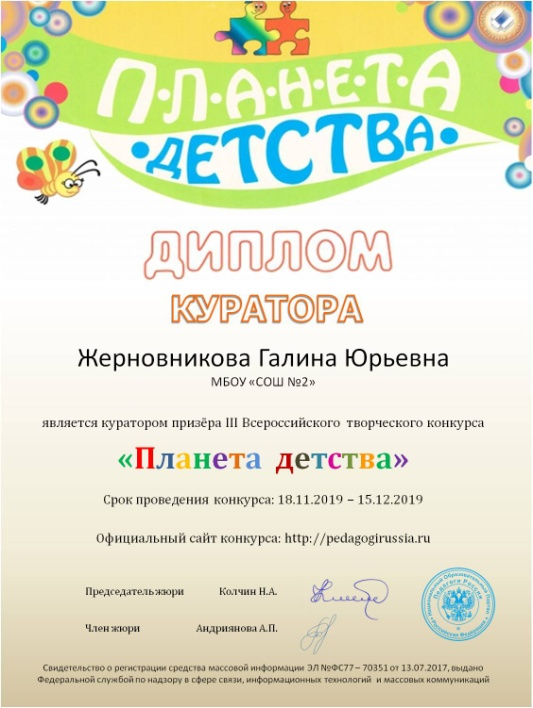 П·Л·А·Н·Е·Т·А
·ДЕТСТВА·
ДИПЛОМ
КУРАТОРА
Жерновникова Галина Юрьевна
МБОУ «СОШ №2»
является куратором призёра III Всероссийского творческого конкурса
«Планета детства»
Срок проведения конкурса: 18.11.2019 – 15.12.2019
Официальный сайт конкурса: http://pedagogirussia.ru
Председатель жюри Колчин Н.А.
Член жюри Андриянова А.П.
Педагоги России
Свидетельство о регистрации средства массовой информации ЭЛ №ФС77 – 70351 от 13.07.2017, выдано
Федеральной службой по надзору в сфере связи, информационных технологий и массовых коммуникаций